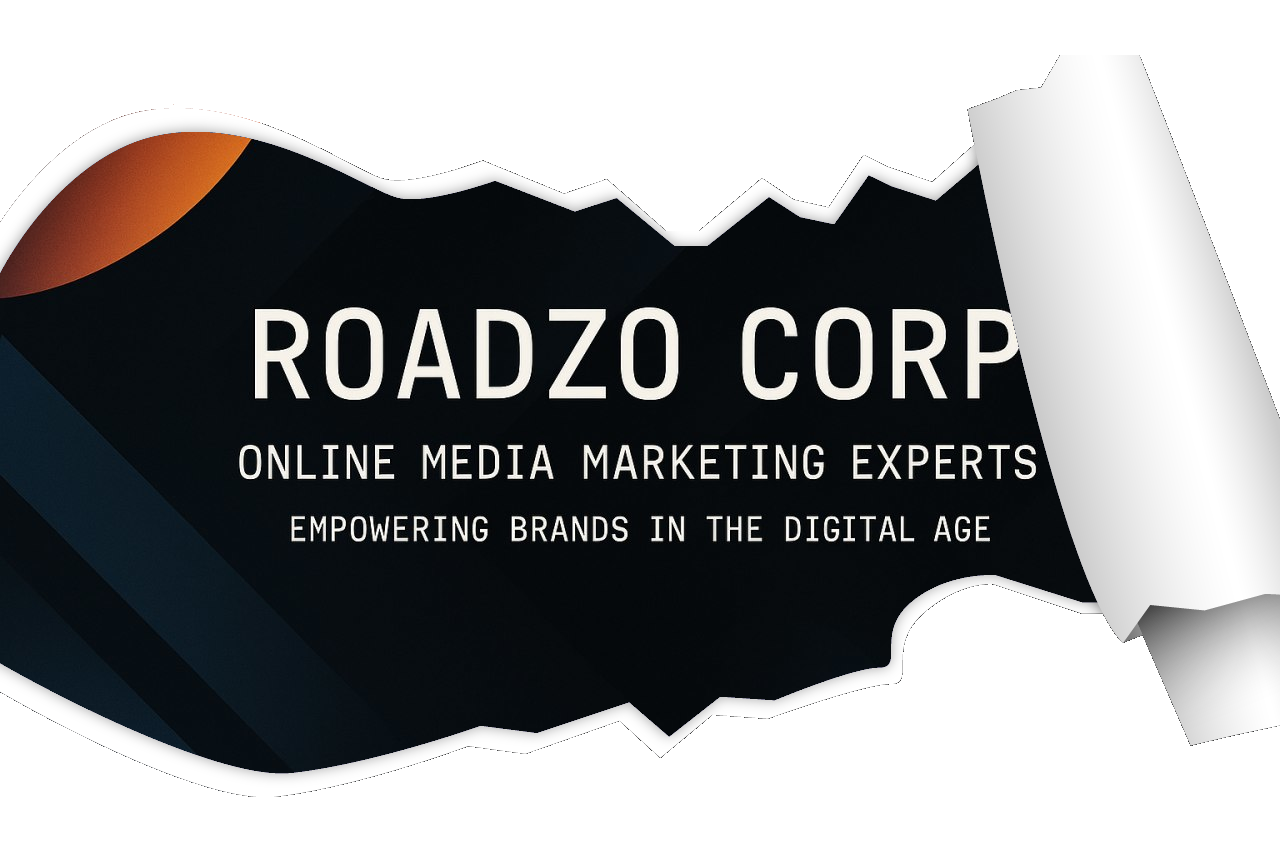 ROADZO CORP
ONLINE MEDIA MARKETING EXPERTS
EMPOWERING BRANDS IN THE DIGITAL AGE